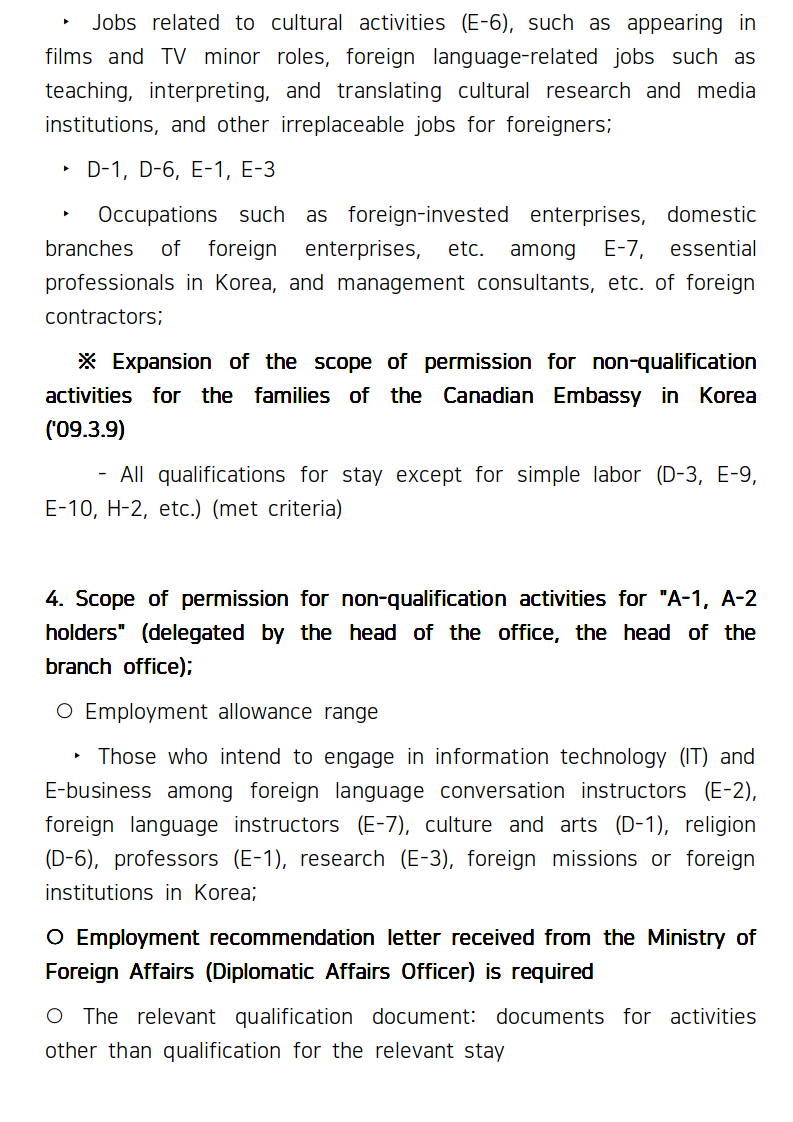 ‣ Jobs related to cultural activities (E-6), such as appearing in
films and TV minor roles, foreign language-related jobs such as
teaching, interpreting, and translating cultural research and media
institutions, and other irreplaceable jobs for foreigners;
‣ D-1, D-6, E-1, E-3
‣ Occupations such as foreign-invested enterprises, domestic
branches of foreign enterprises, etc. among E-7, essential
professionals in Korea, and management consultants, etc. of foreign
contractors;
※ Expansion of the scope of permission for non-qualification
activities for the families of the Canadian Embassy in Korea
('09.3.9)
- All qualifications for stay except for simple labor (D-3, E-9,
E-10, H-2, etc.) (met criteria)
4. Scope of permission for non-qualification activities for "A-1, A-2
holders" (delegated by the head of the office, the head of the
branch office);
○ Employment allowance range
‣ Those who intend to engage in information technology (IT) and
E-business among foreign language conversation instructors (E-2),
foreign language instructors (E-7), culture and arts (D-1), religion
(D-6), professors (E-1), research (E-3), foreign missions or foreign
institutions in Korea;
○ Employment recommendation letter received from the Ministry of
Foreign Affairs (Diplomatic Affairs Officer) is required
○ The relevant qualification document: documents for activities
other than qualification for the relevant stay